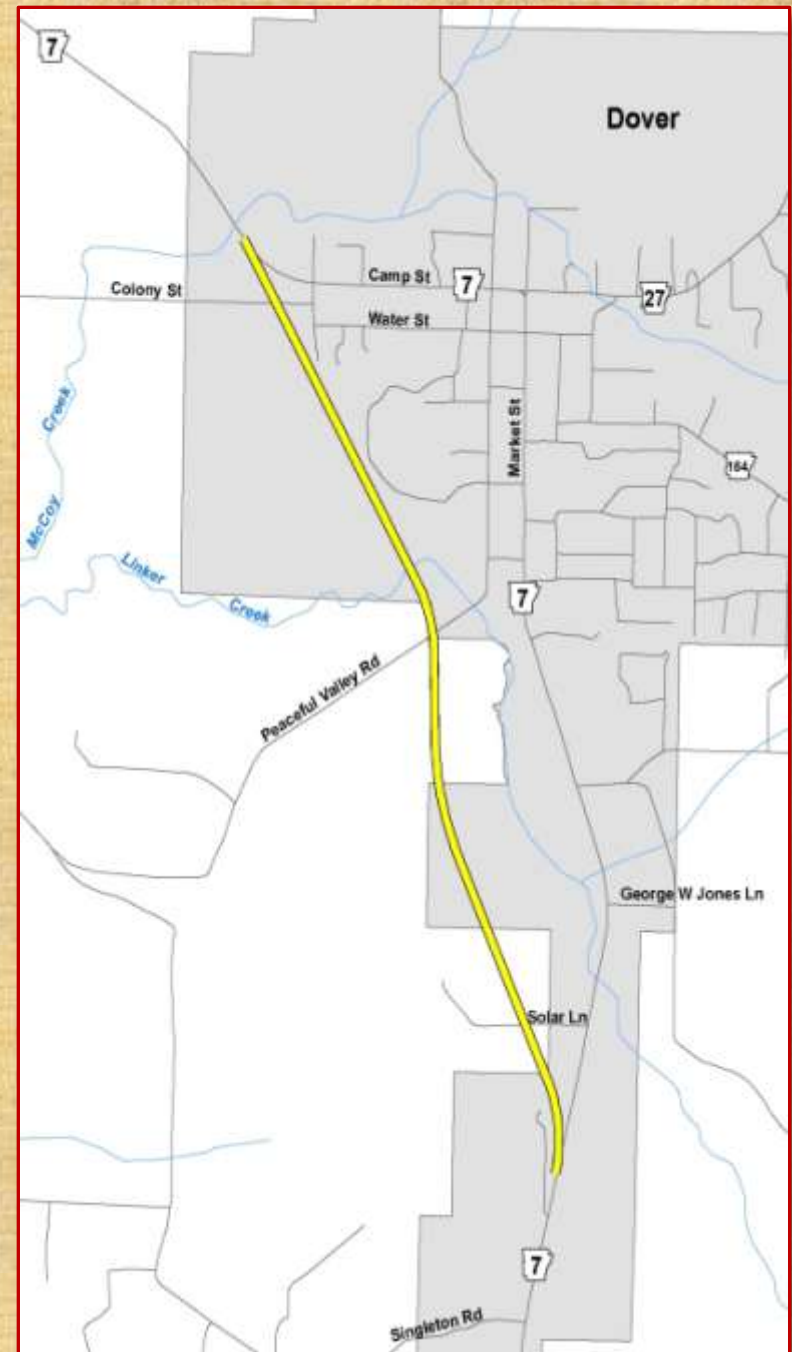 7
Dover
Camp St
7
Colony St
27
Water St
Market St
Creek
McCoy
164
Linker
Creek
7
Peaceful Valley Rd
George W Jones Ln
Solar Ln
7
Singleton Rd